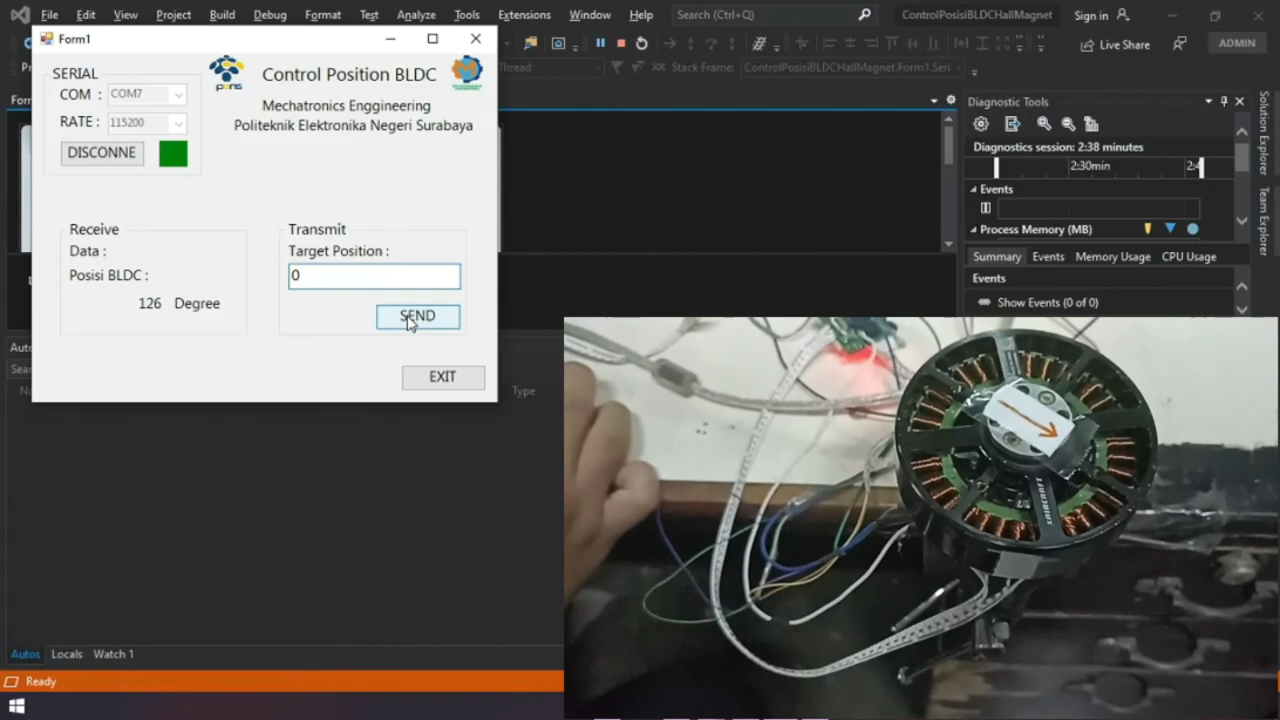 File Edit View Project Build Debug Format Test Analyze Tools Extensions Window Help Search (Ctrl+Q) ControlPosisiBLDCHallMagnet Sign in
Form1
Live Share ADMIN
Thread Stack Frame: ControlPosisiBLDCHallMagnet.Form1.Seri
SERIAL
COM : COM7
RATE : 115200
DISCONNE
pens
Control Position BLDC
Mechatronics Enggineering
Politeknik Elektronika Negeri Surabaya
Receive
Data :
Posisi BLDC :
126 Degree
Transmit
Target Position :
0
SEND
EXIT
Diagnostic Tools
Diagnostics session: 2:38 minutes
2:30min 2:4
Events
Process Memory (MB)
Summary Events Memory Usage CPU Usage
Events
Show Events (0 of 0)
Solution Explorer
Team Explorer
Type
Autos Locals Watch 1
Ready